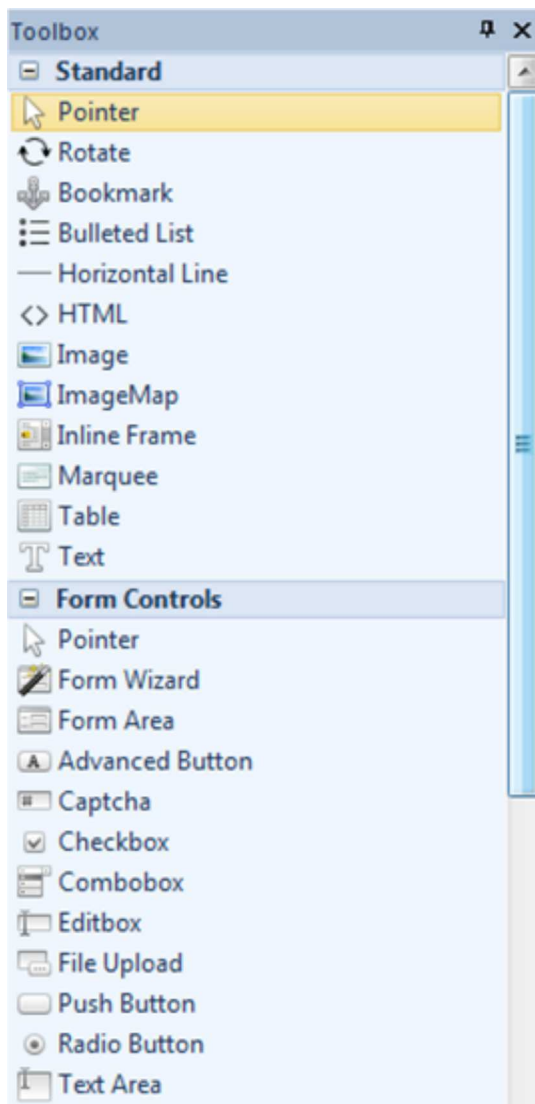 Toolbox
Standard
Pointer
Rotate
Bookmark
Bulleted List
Horizontal Line
HTML
Image
ImageMap
Inline Frame
Marquee
Table
Text
Form Controls
Pointer
Form Wizard
Form Area
Advanced Button
Captcha
Checkbox
Combobox
Editbox
File Upload
Push Button
Radio Button
Text Area